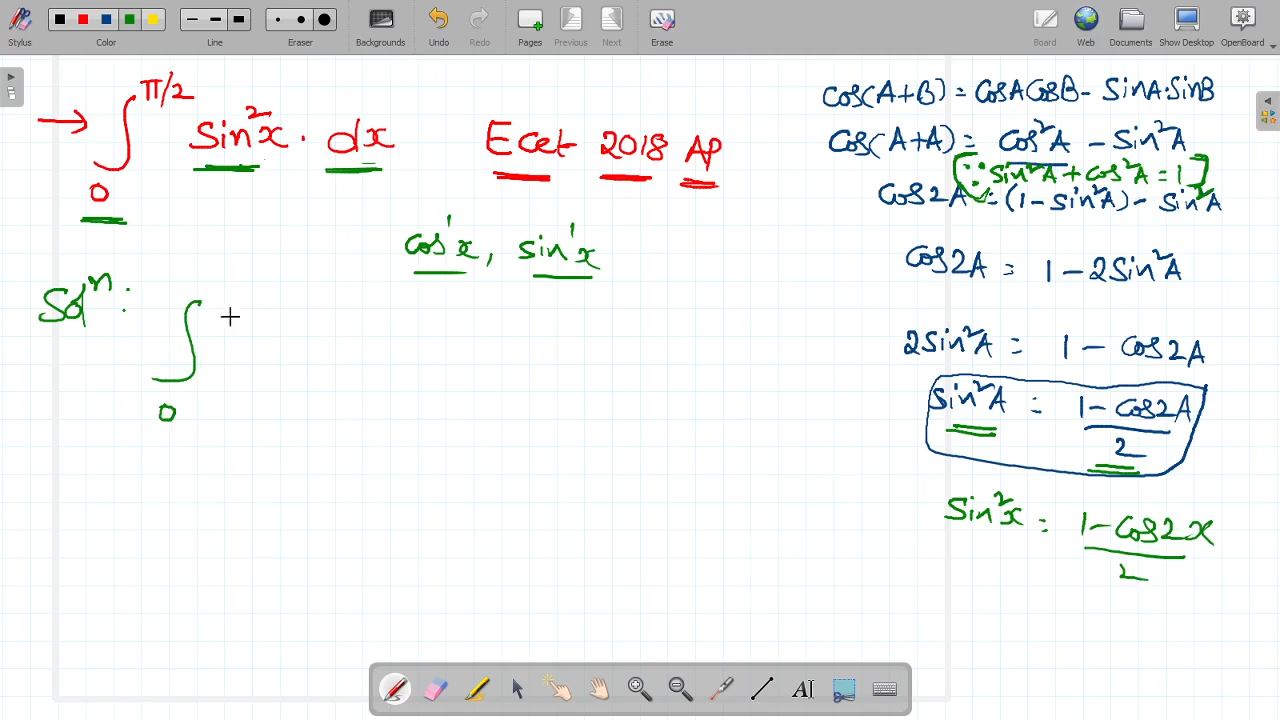 Stylus Color Line Eraser Backgrounds Undo Redo Pages Previous Next Erase Board Web Documents Show Desktop OpenBoard
→ ∫₀^π/2 Sin²x · dx Ecet 2018 AP
cos'x, sin'x
Solⁿ :
∫₀
Cos(A+B) = CosACosB - SinA·SinB
Cos(A+A) = Cos²A - Sin²A
[∵ Sin²A + Cos²A = 1]
Cos2A = (1 - Sin²A) - Sin²A
Cos2A = 1 - 2Sin²A
2Sin²A = 1 - Cos2A
Sin²A = 1 - Cos2A / 2
Sin²x = 1 - Cos2x / 2